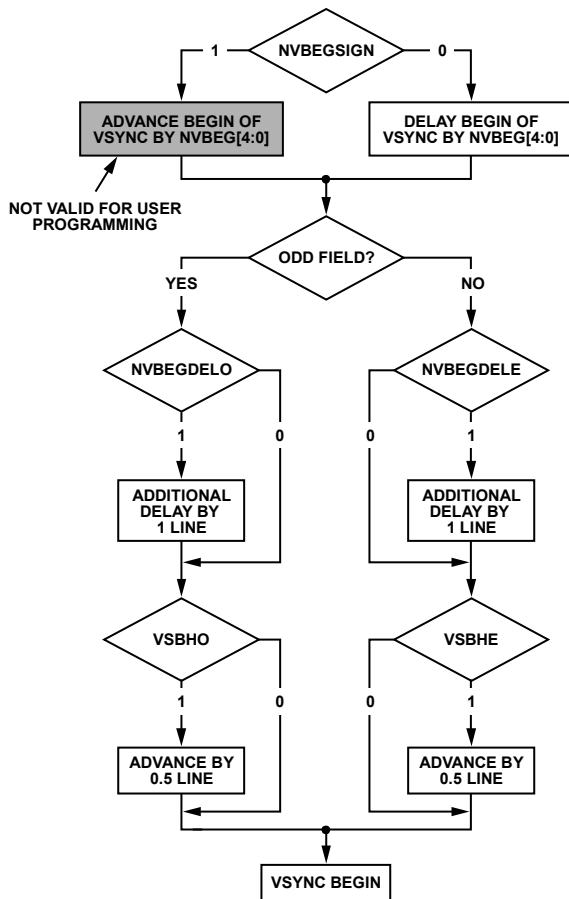 NVBEGSIGN
1
0
ADVANCE BEGIN OF
VSYNC BY NVBEG[4:0]
DELAY BEGIN OF
VSYNC BY NVBEG[4:0]
NOT VALID FOR USER
PROGRAMMING
ODD FIELD?
YES
NO
NVBEGDELO
NVBEGDELE
1
0
0
1
ADDITIONAL
DELAY BY
1 LINE
ADDITIONAL
DELAY BY
1 LINE
VSBHO
VSBHE
1
0
0
1
ADVANCE BY
0.5 LINE
ADVANCE BY
0.5 LINE
VSYNC BEGIN